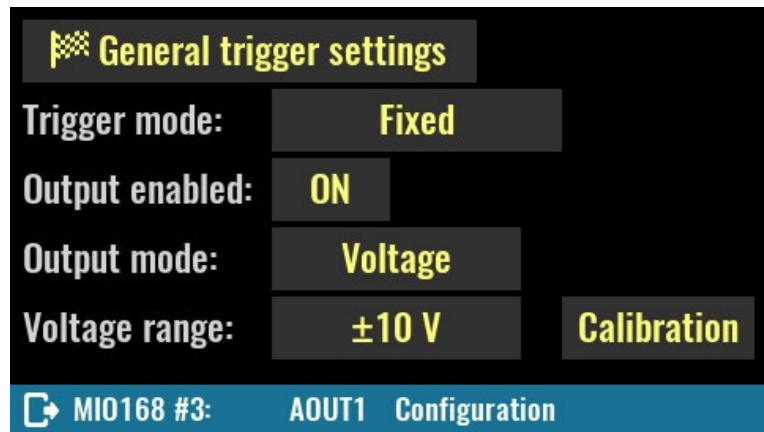 General trigger settings
Trigger mode: Fixed
Output enabled: ON
Output mode: Voltage
Voltage range: ±10 V Calibration
MIO168 #3: AOUT1 Configuration